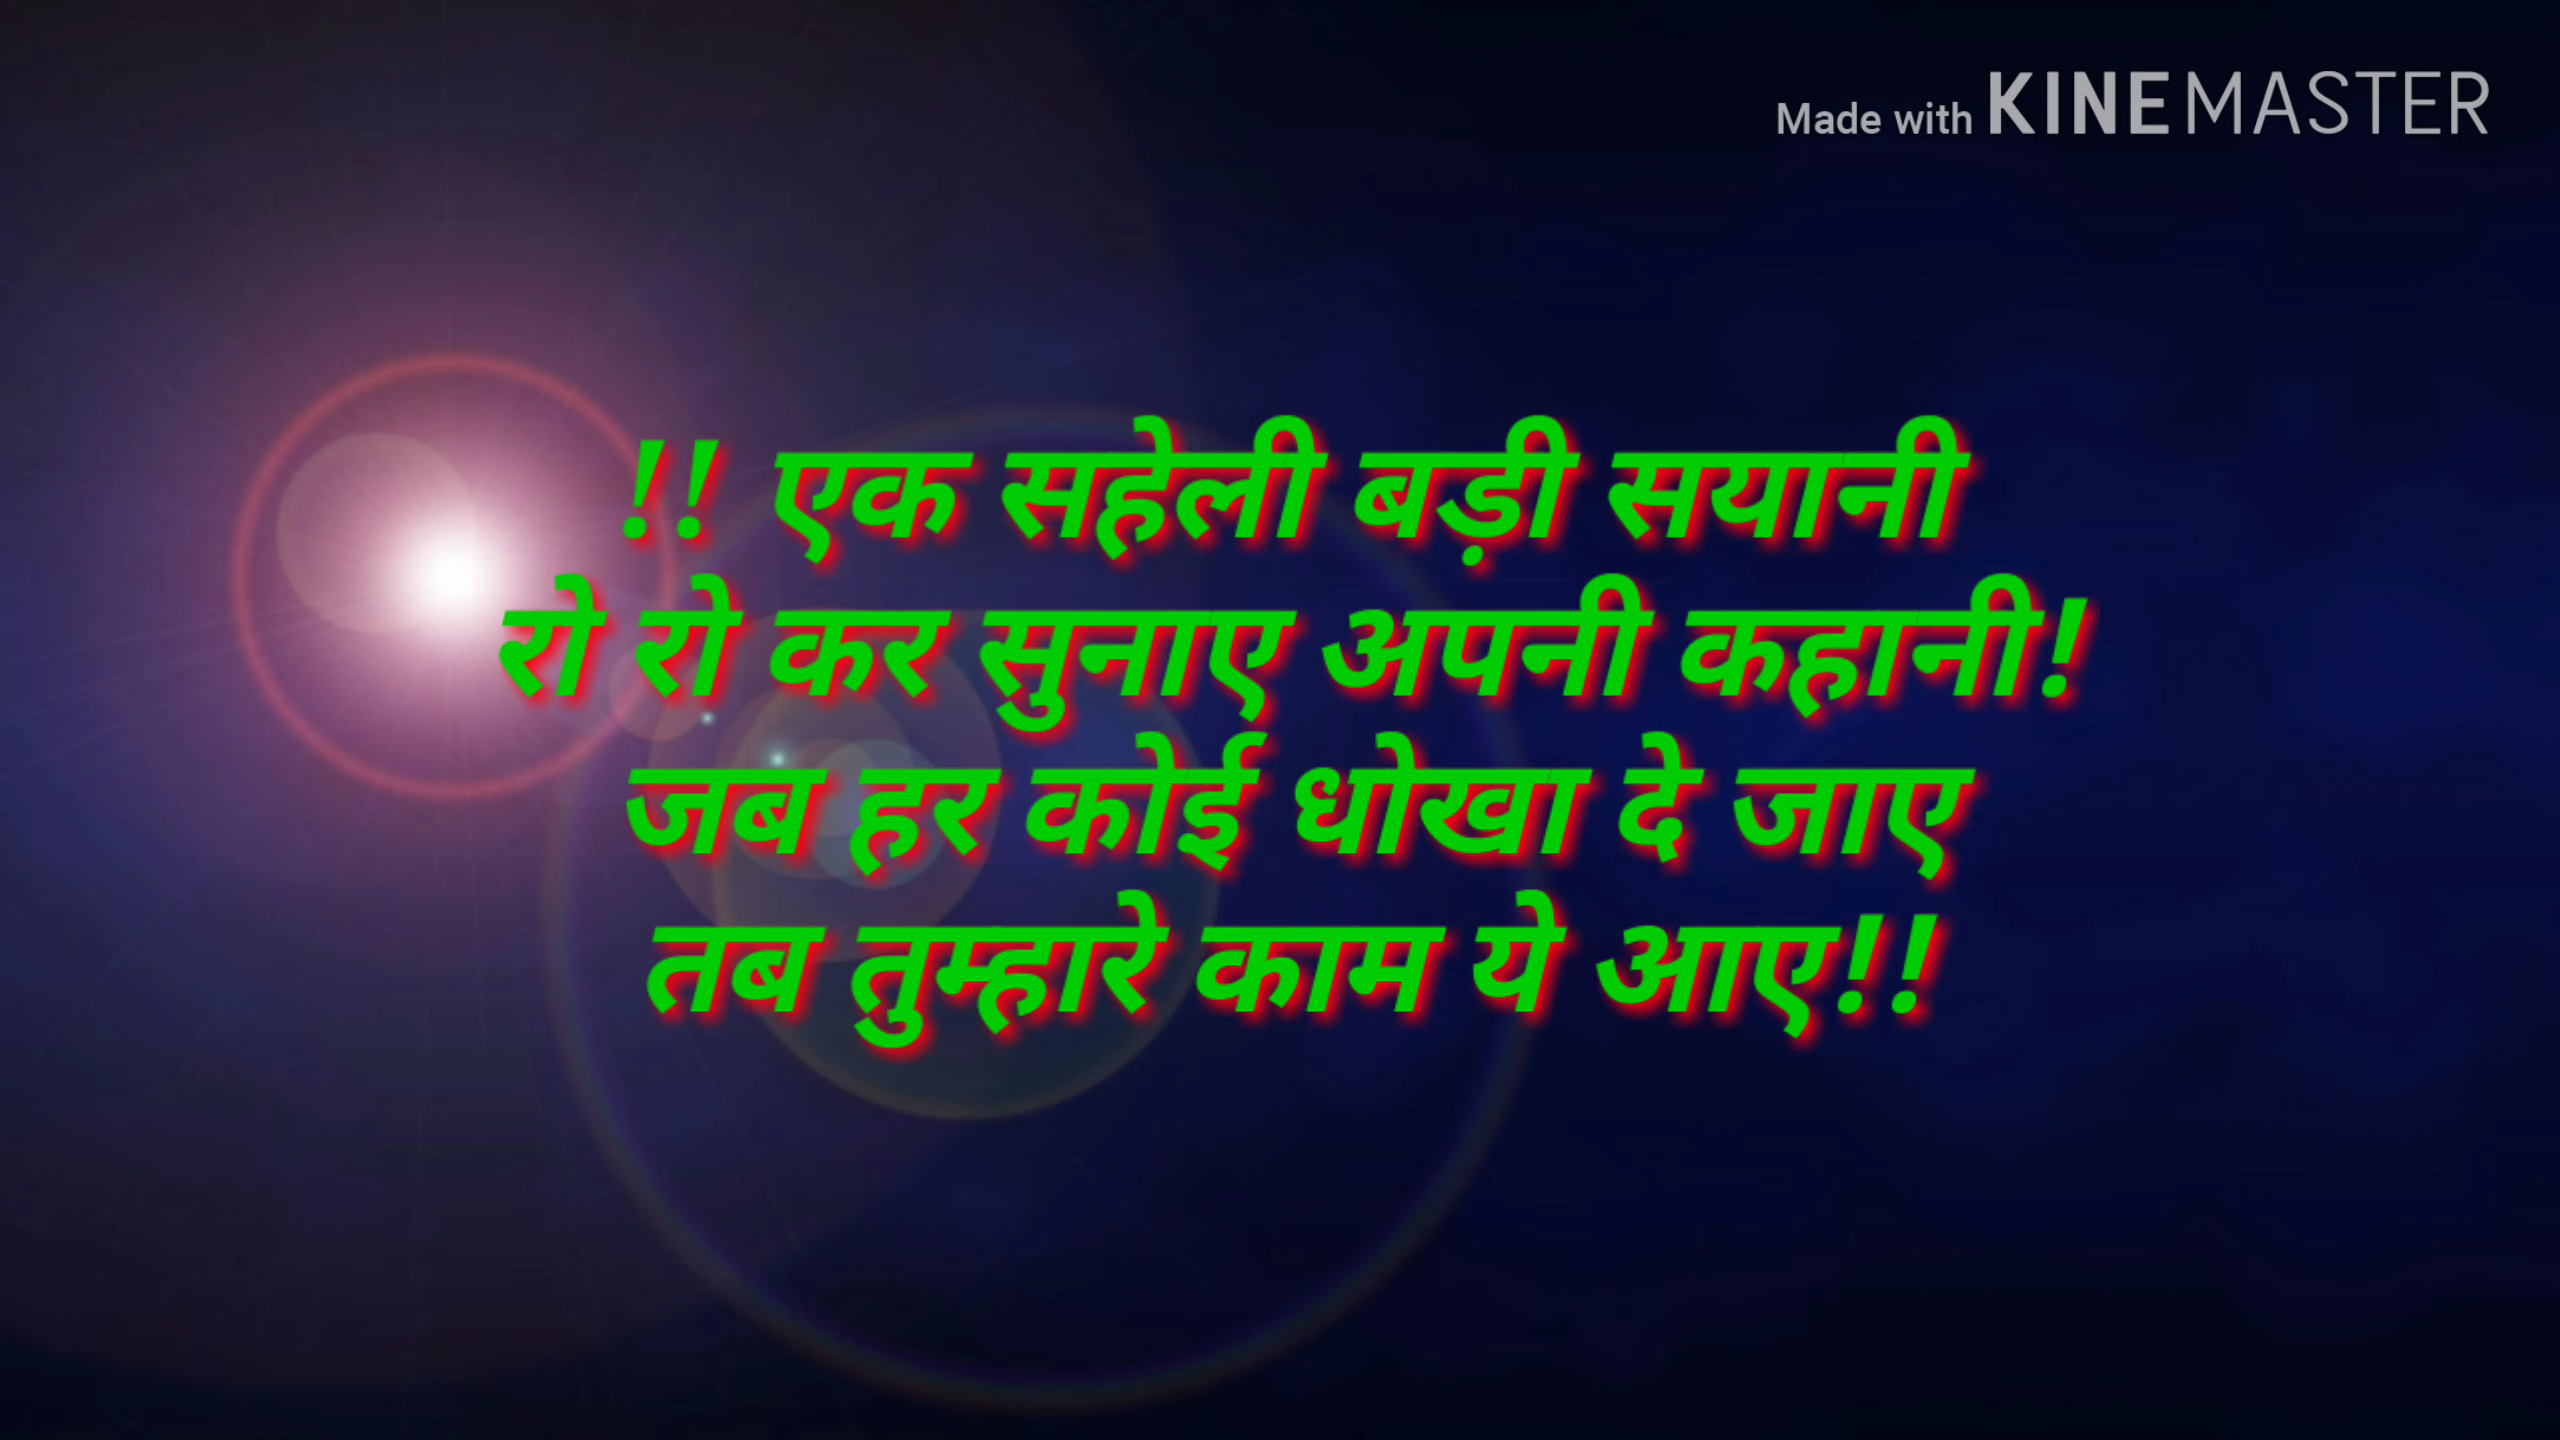 Made with KINEMASTER
!! एक सहेली बड़ी सयानी
रो रो कर सुनाए अपनी कहानी!
जब हर कोई धोखा दे जाए
तब तुम्हारे काम ये आए!!